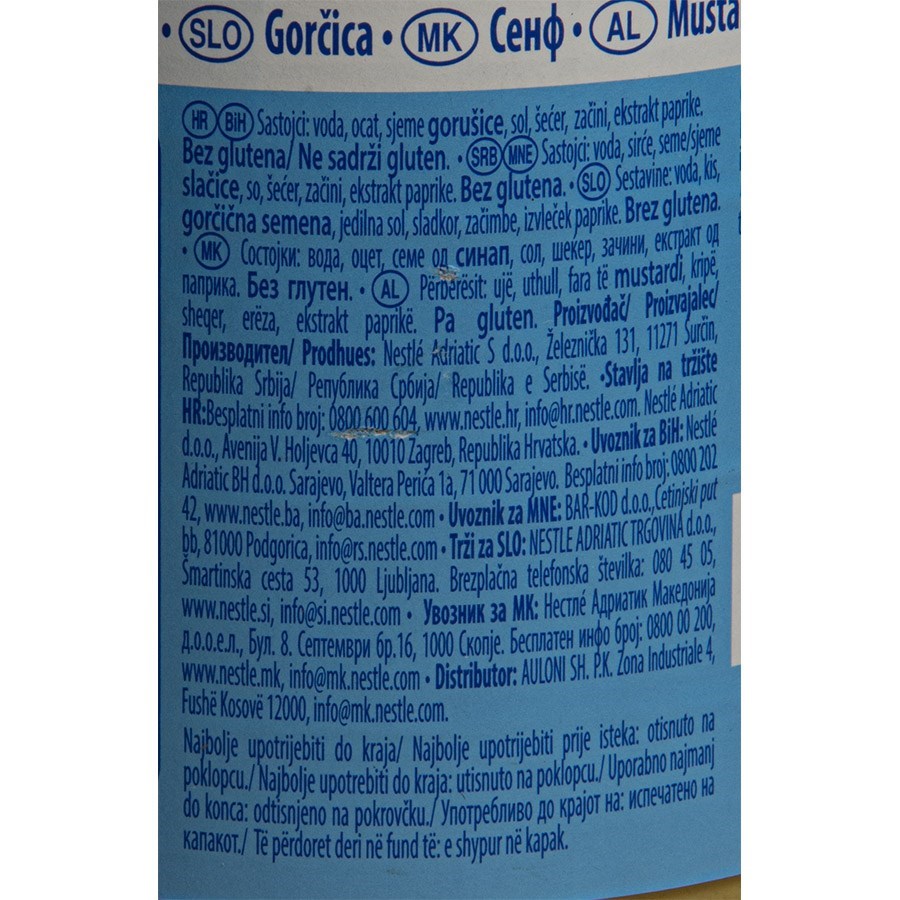 • SLO Gorčica • MK Сенф • AL Musta
HR BiH Sastojci: voda, ocat, sjeme gorušice, sol, šećer, začini, ekstrakt paprike.
Bez glutena/ Ne sadrži gluten. • SRB MNE Sastojci: voda, sirće, seme/sjeme
slačice, so, šećer, začini, ekstrakt paprike. Bez glutena. • SLO Sestavine: voda, kis,
gorčična semena, jedilna sol, sladkor, začimbe, izvleček paprike. Brez glutena.
• MK Состојки: вода, оцет, семе од синап, сол, шекер, зачини, екстракт од
паприка. Без глутен. • AL Përbërësit: ujë, uthull, fara të mustardi, kripë,
sheqer, erëza, ekstrakt paprikë. Pa gluten. Proizvođač/ Proizvajalec/
Производител/ Prodhues: Nestlé Adriatic S d.o.o., Železnička 131, 11271 Surčin,
Republika Srbija/ Република Србија/ Republika e Serbisë. •Stavlja na tržište
HR:Besplatni info broj: 0800 600 604, www.nestle.hr, info@hr.nestle.com. Nestlé Adriatic
d.o.o., Avenija V. Holjevca 40, 10010 Zagreb, Republika Hrvatska. • Uvoznik za BiH: Nestlé
Adriatic BH d.o.o. Sarajevo, Valtera Perića 1a, 71 000 Sarajevo. Besplatni info broj: 0800 202
42, www.nestle.ba, info@ba.nestle.com • Uvoznik za MNE: BAR-KOD d.o.o., Cetinjski put
bb, 81000 Podgorica, info@rs.nestle.com • Trži za SLO: NESTLE ADRIATIC TRGOVINA d.o.o.,
Šmartinska cesta 53, 1000 Ljubljana. Brezplačna telefonska številka: 080 45 05,
www.nestle.si, info@si.nestle.com • Увозник за МК: Нестлé Адриатик Македонија
д.о.о.е.л., Бул. 8. Септември бр.16, 1000 Скопје. Бесплатен инфо број: 0800 00 200,
www.nestle.mk, info@mk.nestle.com • Distributor: AULONI SH. P.K. Zona Industriale 4,
Fushë Kosovë 12000, info@mk.nestle.com.
Najbolje upotrijebiti do kraja/ Najbolje upotrijebiti prije isteka: otisnuto na
poklopcu./ Najbolje upotrebiti do kraja: utisnuto na poklopcu./ Uporabno najmanj
do konca: odtisnjeno na pokrovčku./ Употребливо до крајот на: испечатено на
капакот./ Të përdoret deri në fund të: e shypur në kapak.